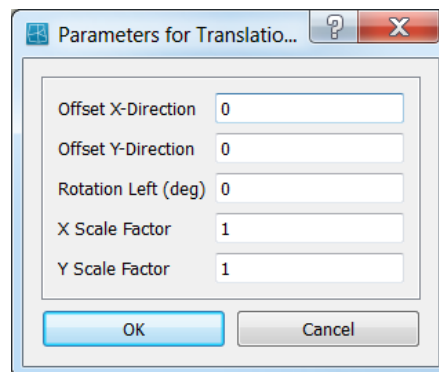 Parameters for Translatio...
Offset X-Direction 0
Offset Y-Direction 0
Rotation Left (deg) 0
X Scale Factor 1
Y Scale Factor 1
OK Cancel